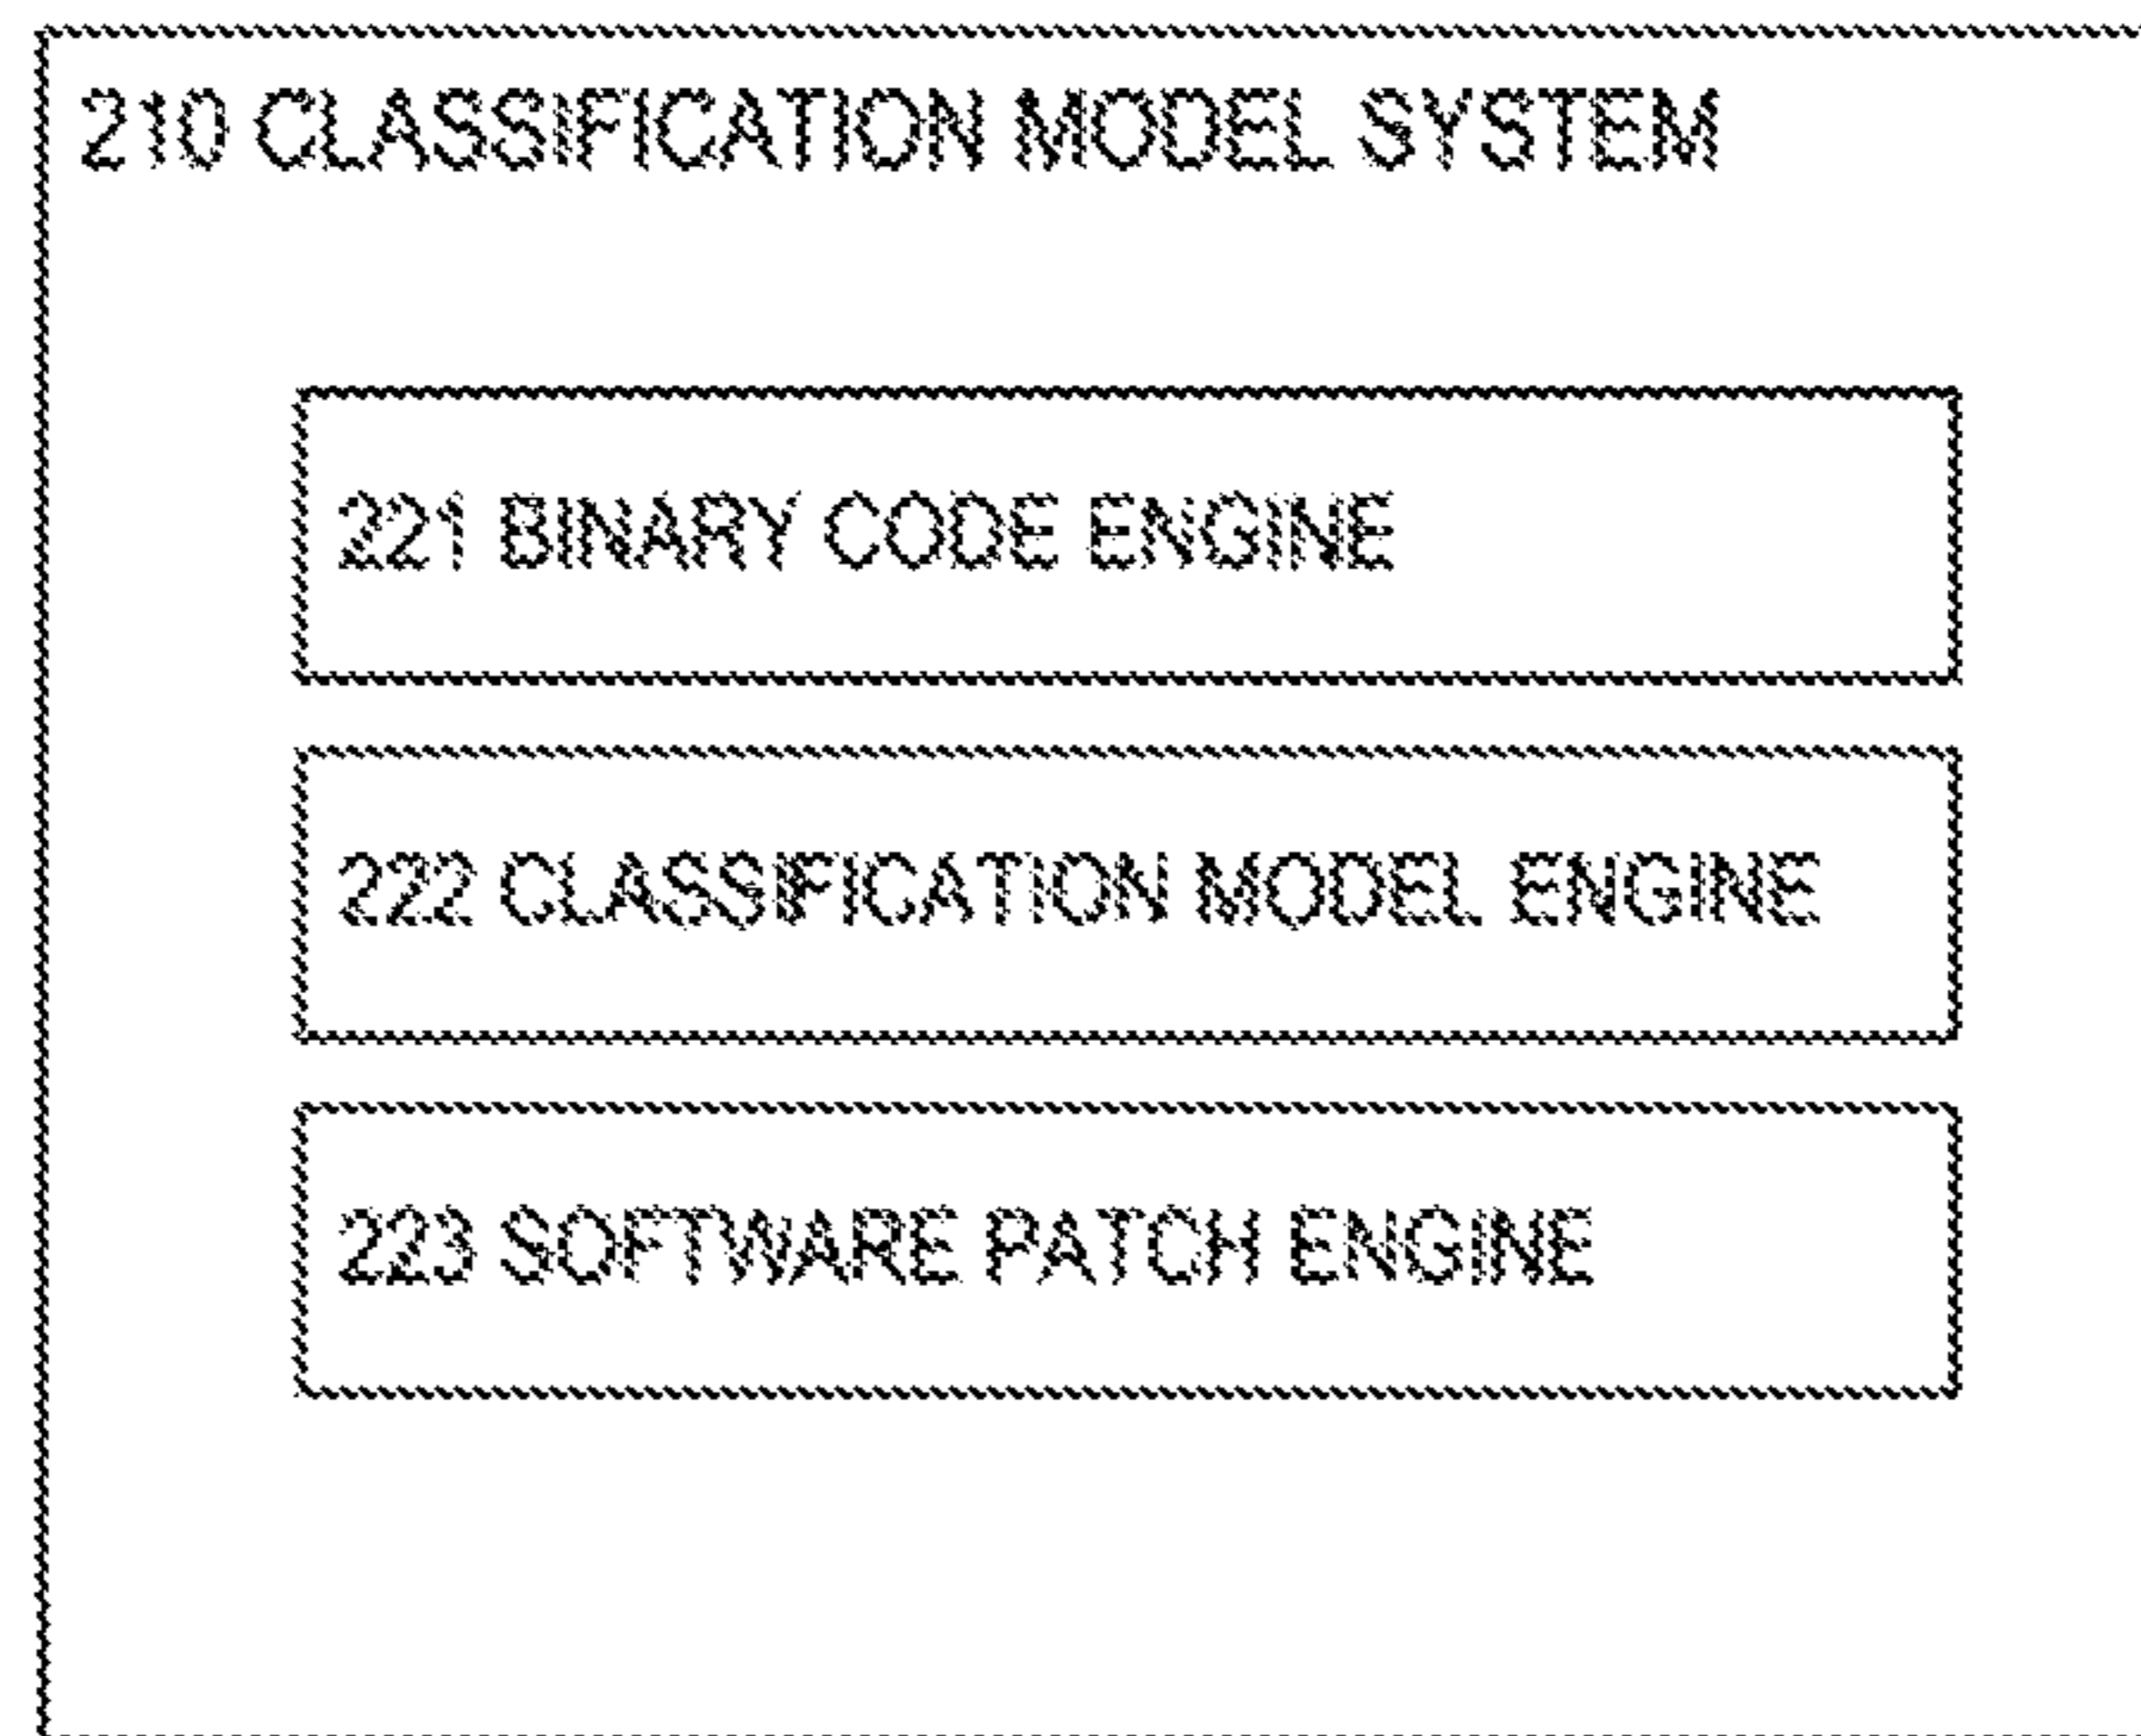 210 CLASSIFICATION MODEL SYSTEM
221 BINARY CODE ENGINE
222 CLASSIFICATION MODEL ENGINE
223 SOFTWARE PATCH ENGINE